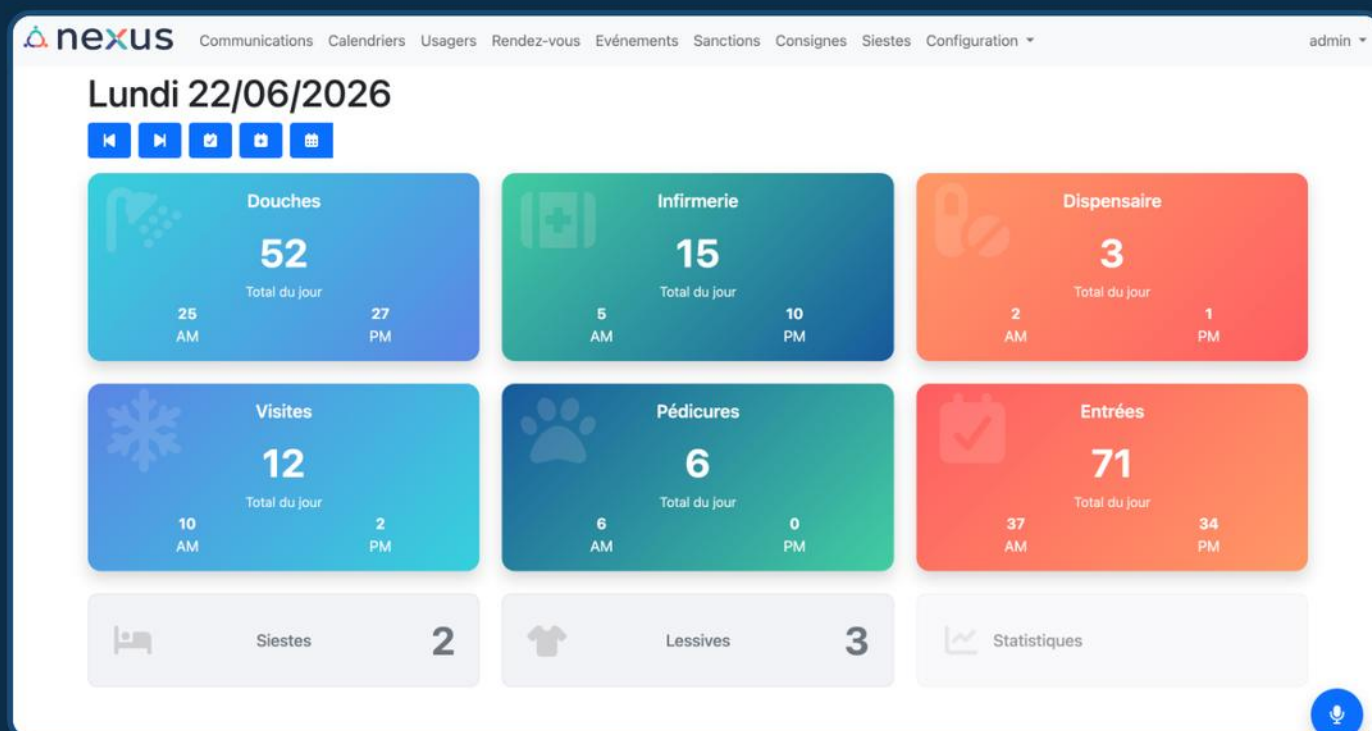 nexus Communications Calendriers Usagers Rendez-vous Evénements Sanctions Consignes Siestes Configuration admin
Lundi 22/06/2026
Douches
52
Total du jour
25 27
AM PM
Infirmerie
15
Total du jour
5 10
AM PM
Dispensaire
3
Total du jour
2 1
AM PM
Visites
12
Total du jour
10 2
AM PM
Pédicures
6
Total du jour
6 0
AM PM
Entrées
71
Total du jour
37 34
AM PM
Siestes 2
Lessives 3
Statistiques